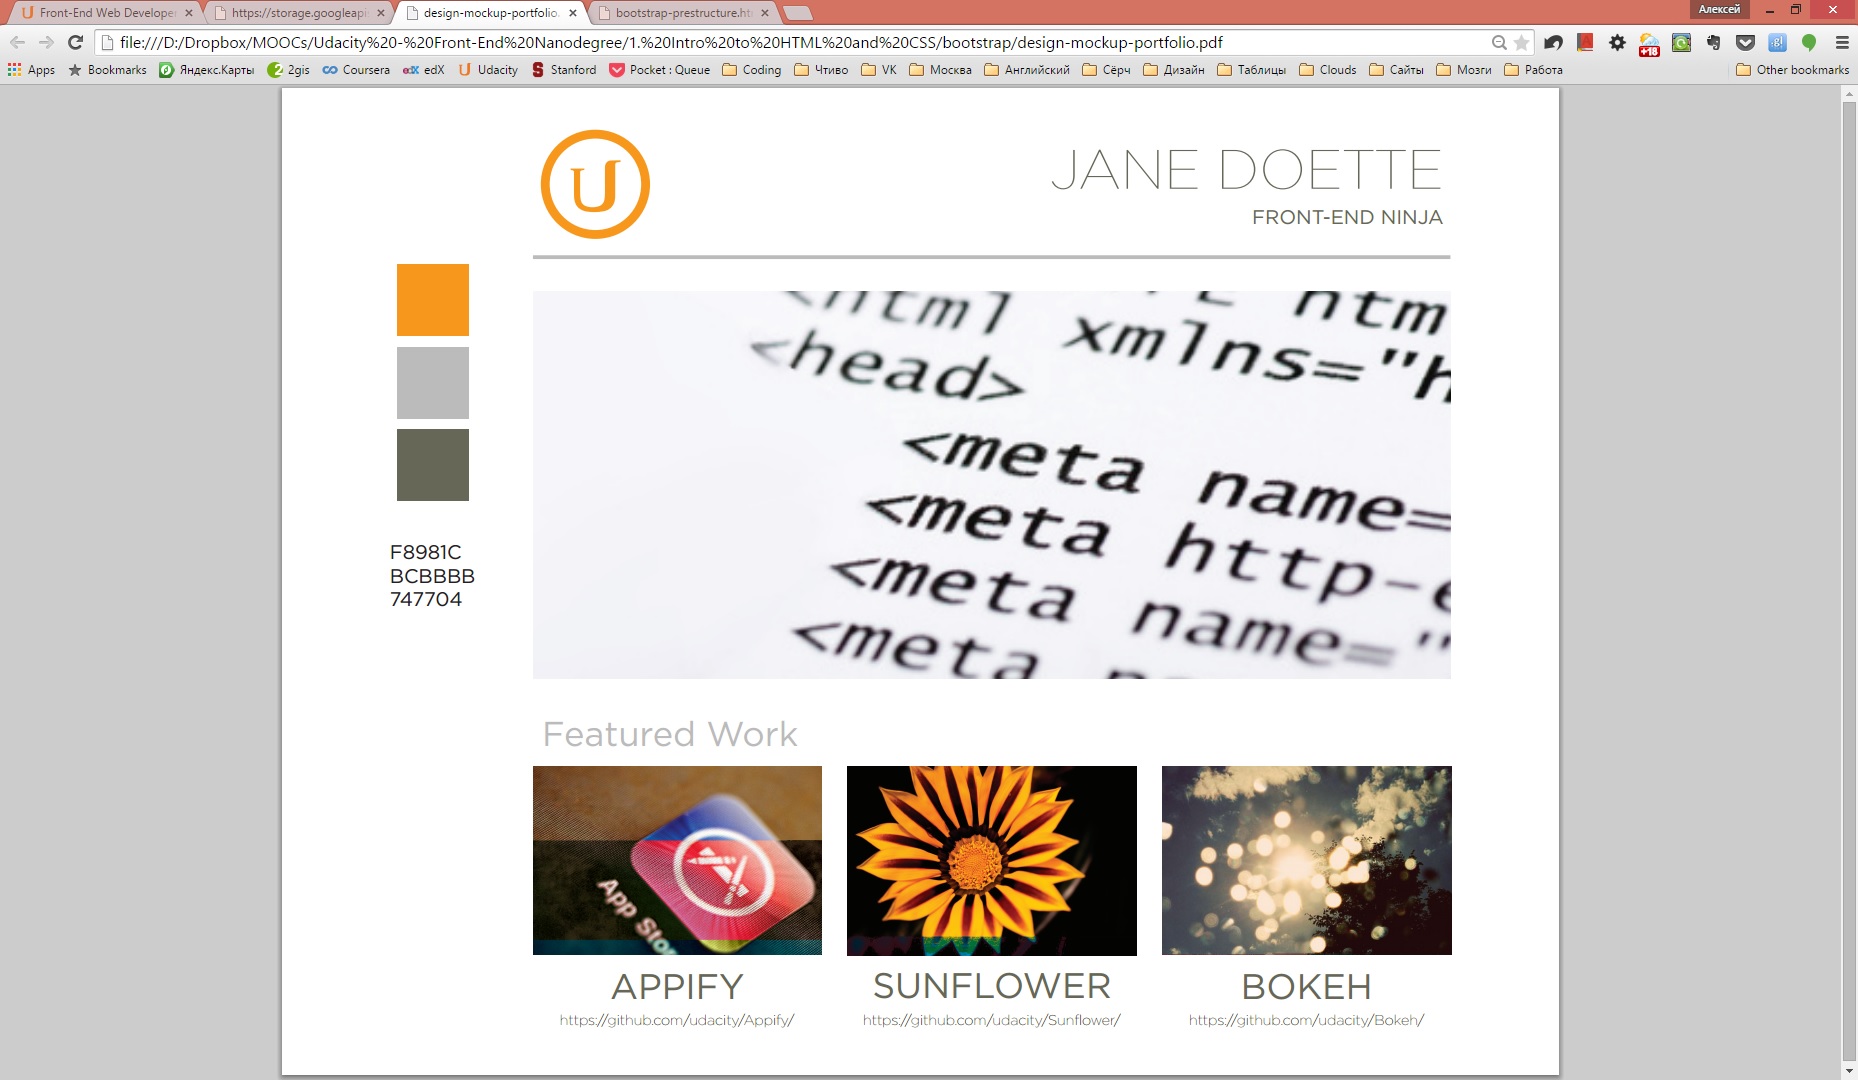 Front-End Web Developer
https://storage.googleapis
design-mockup-portfolio.
bootstrap-prestructure.htm
Алексей
file:///D:/Dropbox/MOOCs/Udacity%20-%20Front-End%20Nanodegree/1.%20Intro%20to%20HTML%20and%20CSS/bootstrap/design-mockup-portfolio.pdf
+18
Apps Bookmarks Яндекс.Карты 2gis Coursera edX Udacity Stanford Pocket : Queue Coding Чтиво VK Москва Английский Сёрч Дизайн Таблицы Clouds Сайты Мозги Работа Other bookmarks
U
JANE DOETTE
FRONT-END NINJA
F8981C
BCBBBB
747704
<html
html
<head>
xmlns="h
<meta name=
<meta http-e
<meta name="
<meta
Featured Work
App Stor
APPIFY
https://github.com/udacity/Appify/
SUNFLOWER
https://github.com/udacity/Sunflower/
BOKEH
https://github.com/udacity/Bokeh/